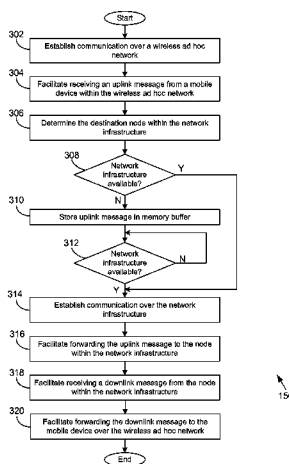 Start
302
Establish communication over a wireless ad hoc
network
304
Facilitate receiving an uplink message from a mobile
device within the wireless ad hoc network
306
Determine the destination node within the network
infrastructure
308
Network
infrastructure
available?
Y
N
310
Store uplink message in memory buffer
312
Network
infrastructure
available?
N
Y
314
Establish communication over the network
infrastructure
316
Facilitate forwarding the uplink message to the node
within the network infrastructure
318
Facilitate receiving a downlink message from the node
within the network infrastructure
320
Facilitate forwarding the downlink message to the
mobile device over the wireless ad hoc network
End